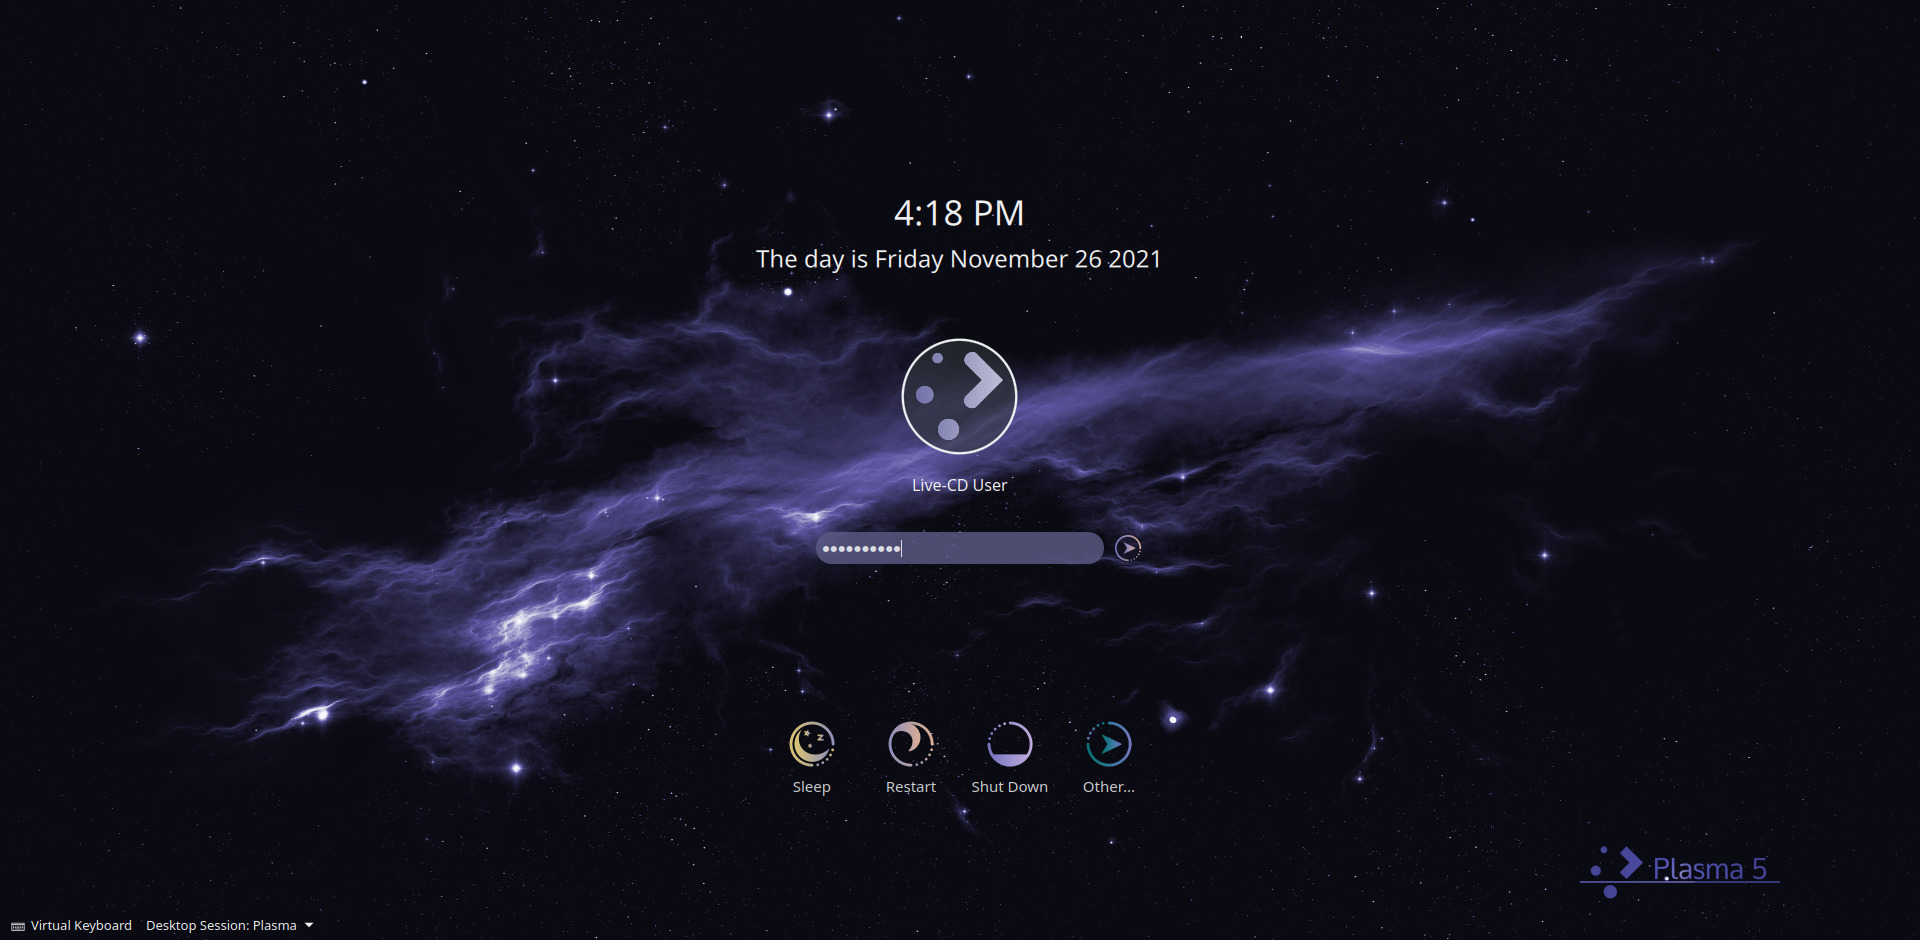 4:18 PM
The day is Friday November 26 2021
Live-CD User
Sleep
Restart
Shut Down
Other...
Plasma 5
Virtual Keyboard
Desktop Session: Plasma